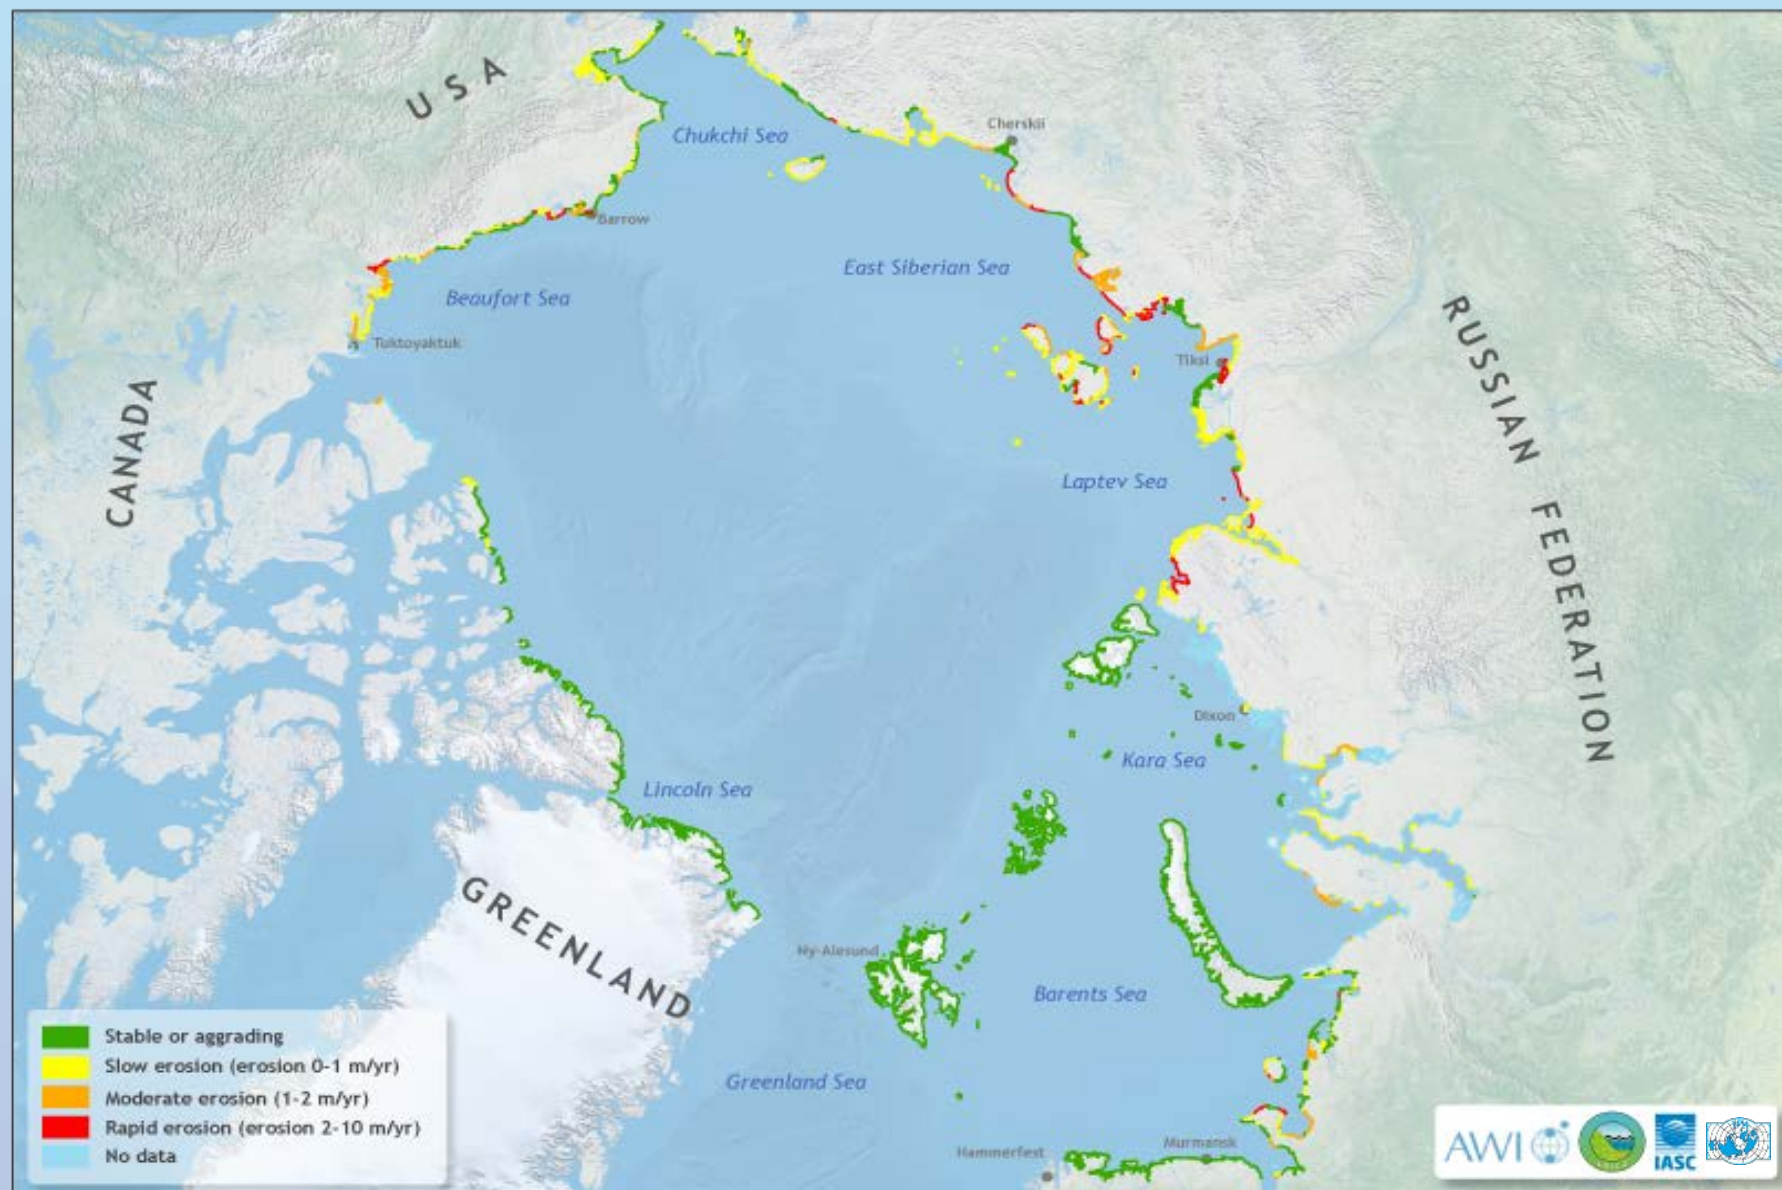 USA
Chukchi Sea
Cherskii
Barrow
East Siberian Sea
Beaufort Sea
RUSSIAN FEDERATION
Tuktoyaktuk
Tiksi
CANADA
Laptev Sea
Dixon
Kara Sea
Lincoln Sea
GREENLAND
Ny-Alesund
Barents Sea
Stable or aggrading
Slow erosion (erosion 0-1 m/yr)
Moderate erosion (1-2 m/yr)
Rapid erosion (erosion 2-10 m/yr)
No data
Greenland Sea
Hammerfest
Murmansk
AWI
IASC